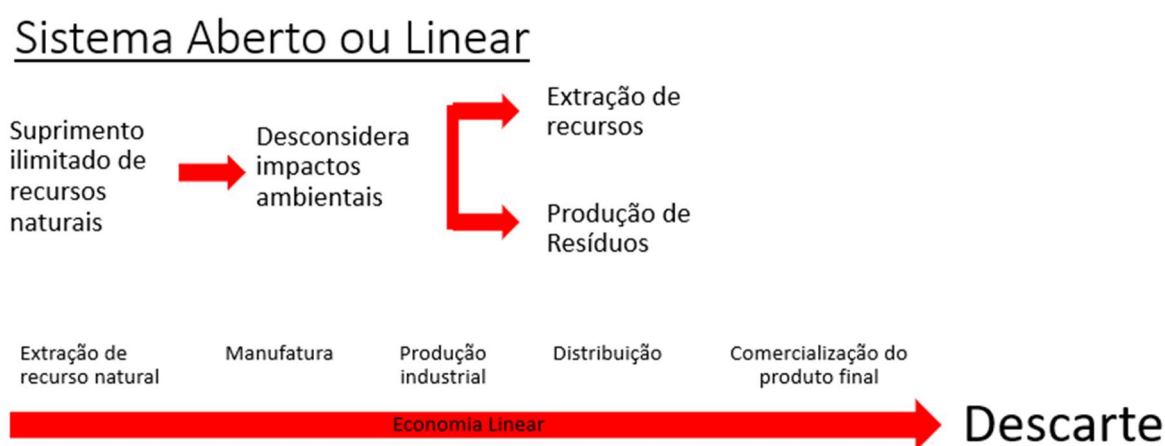 Sistema Aberto ou Linear
Suprimento
ilimitado de
recursos
naturais
Desconsidera
impactos
ambientais
Extração de
recursos
Produção de
Resíduos
Extração de
recurso natural
Manufatura
Produção
industrial
Distribuição
Comercialização do
produto final
Economia Linear
Descarte